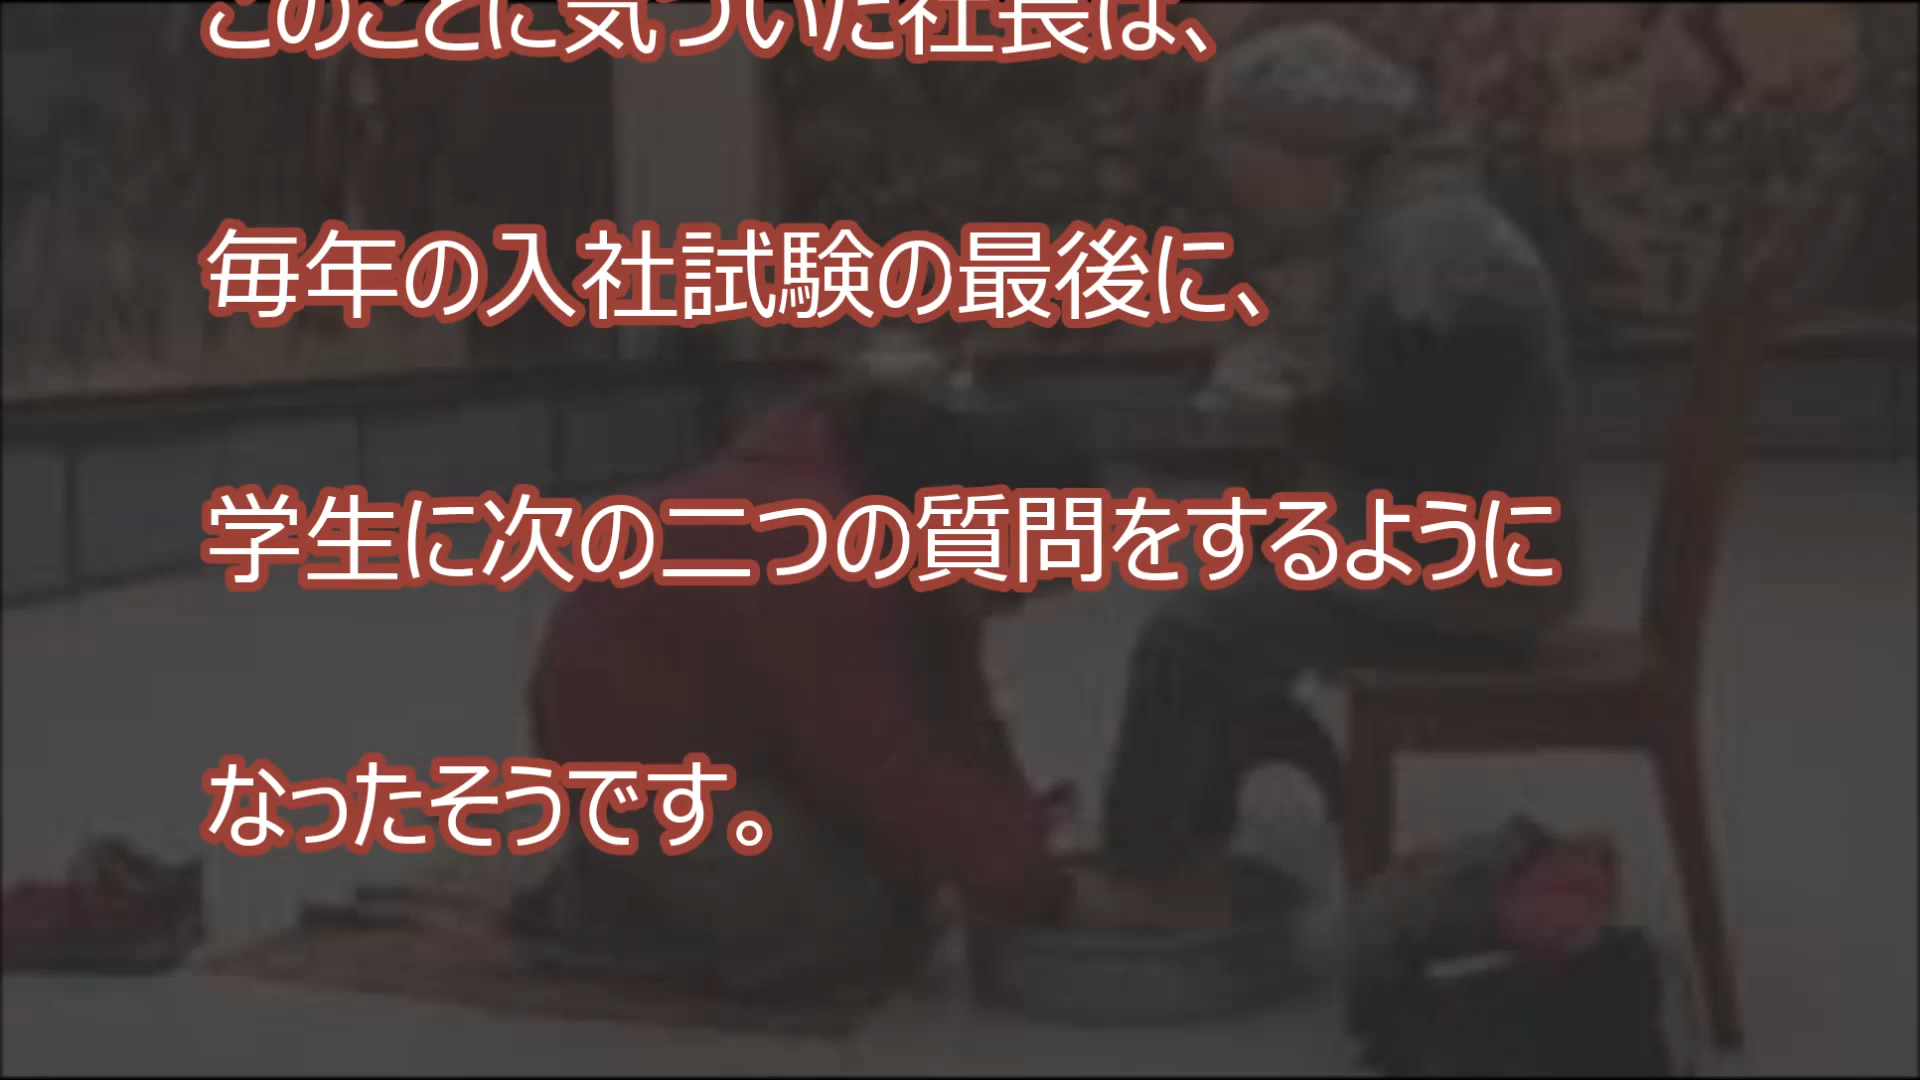 このことに気づいた社長は、
毎年の入社試験の最後に、
学生に次の二つの質問をするように
なったそうです。